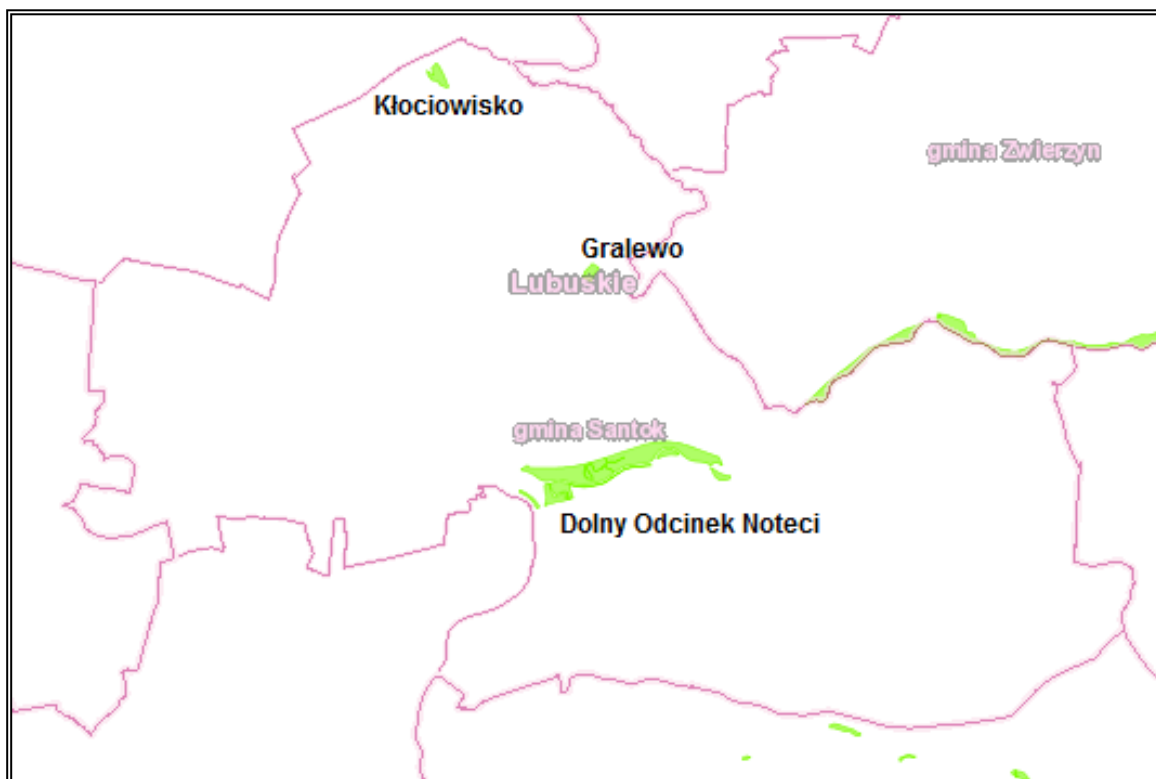 Kłociowisko
gmina Zwierzyn
Gralewo
Lubuskie
gmina Santok
Dolny Odcinek Noteci